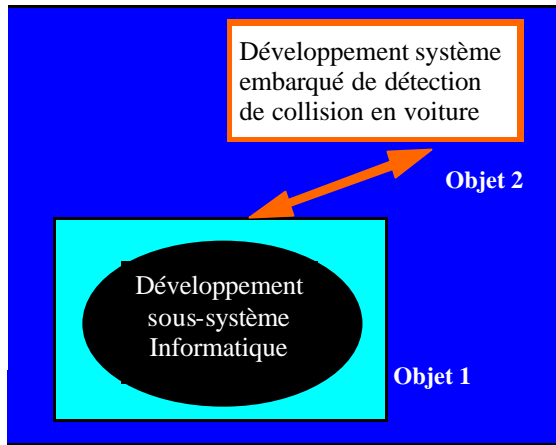 Développement système
embarqué de détection
de collision en voiture
Objet 2
Développement
sous-système
Informatique
Objet 1